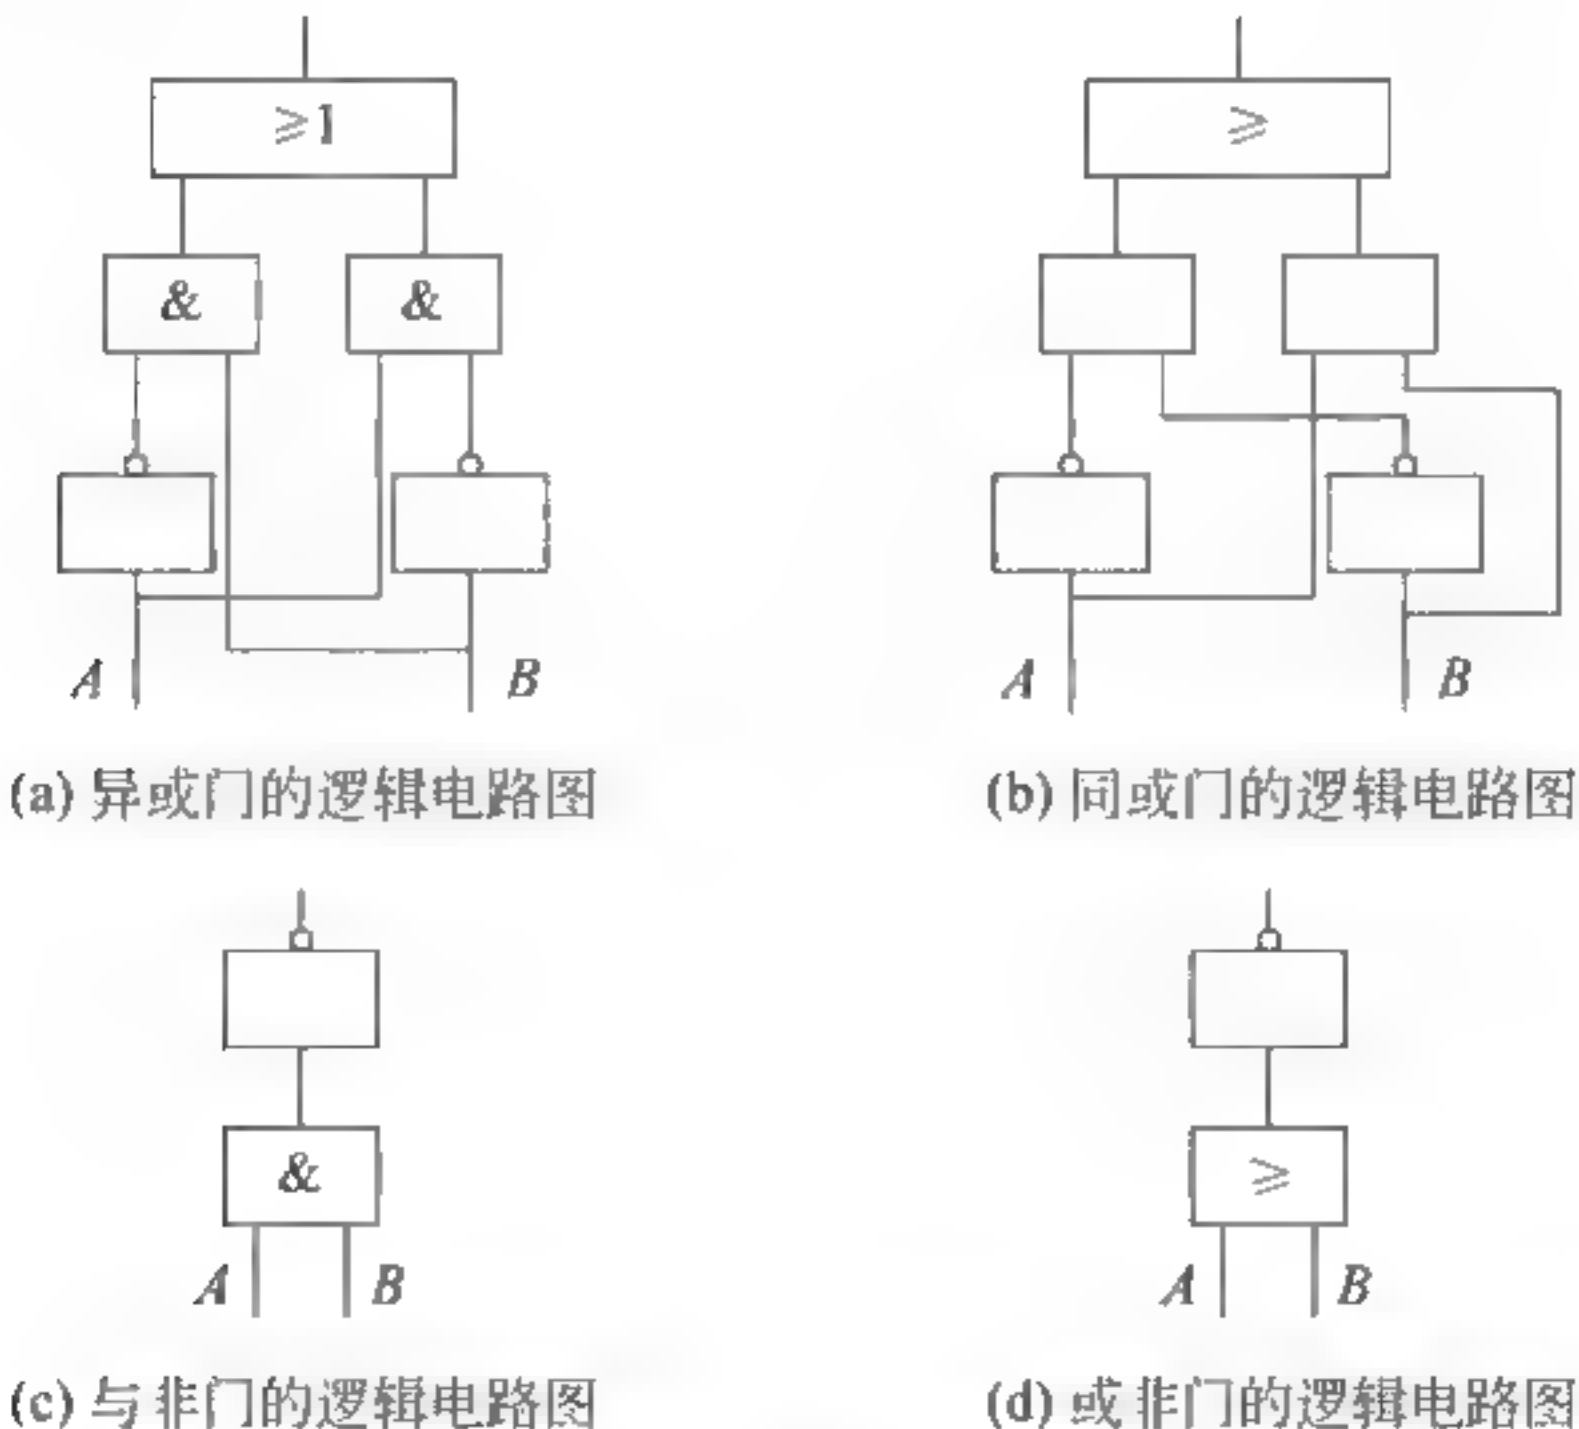 ≥1
≥
& &
A B
A B
(a) 异或门的逻辑电路图
(b) 同或门的逻辑电路图
&
A B
≥
A B
(c) 与非门的逻辑电路图
(d) 或非门的逻辑电路图